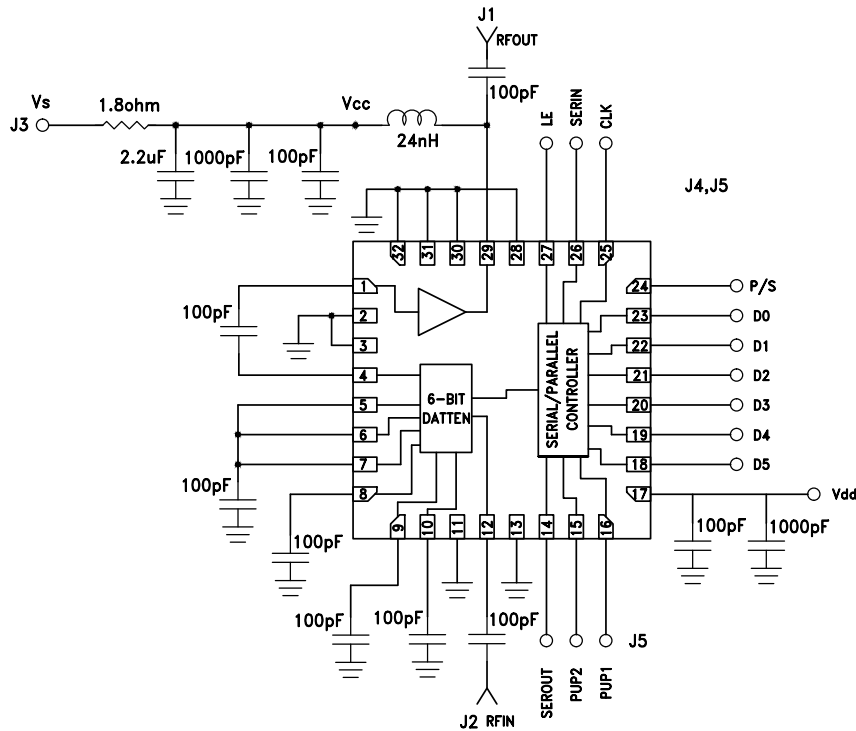 J1
RFOUT
100pF
Vs
1.8ohm
Vcc
J3
24nH
2.2uF
1000pF
100pF
LE
SERIN
CLK
J4,J5
32
31
30
29
28
27
26
25
1
2
3
4
5
6
7
8
100pF
100pF
100pF
6-BIT
DATTEN
SERIAL/PARALLEL
CONTROLLER
24
23
22
21
20
19
18
17
P/S
D0
D1
D2
D3
D4
D5
Vdd
100pF
1000pF
9
10
11
12
13
14
15
16
100pF
100pF
100pF
J2
RFIN
SEROUT
PUP2
PUP1
J5